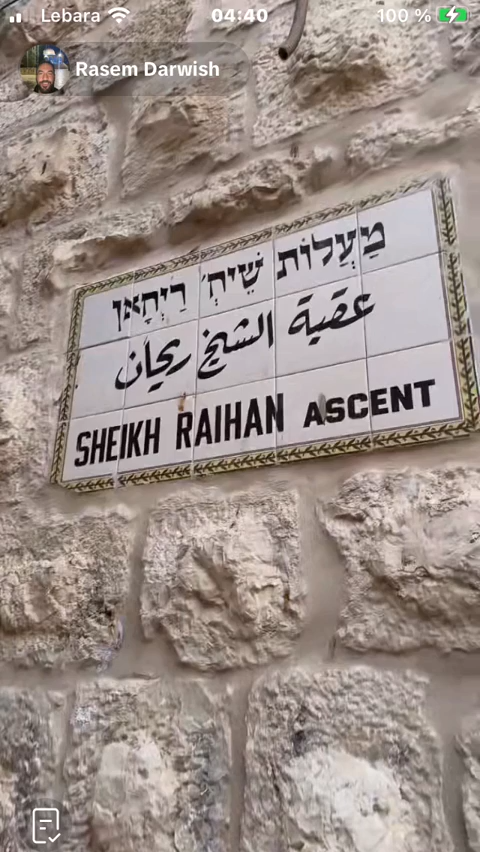 Lebara 04:40 100 %
Rasem Darwish
מַעֲלוֹת שֵׁיח' רַיְחָאן
عقبة الشيخ ريحان
SHEIKH RAIHAN ASCENT